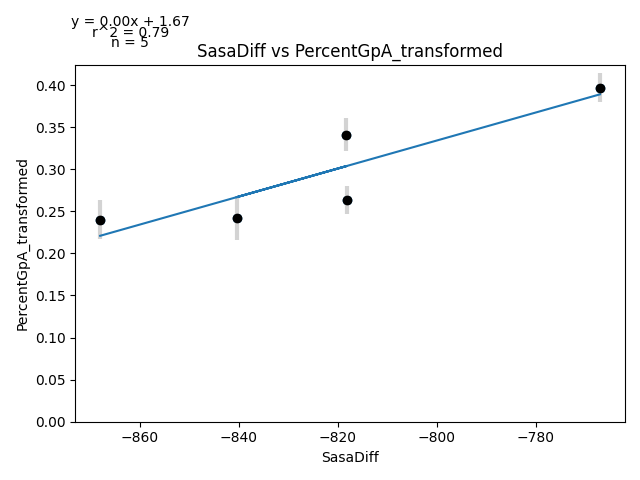 y = 0.00x + 1.67
r^2 = 0.79
n = 5
SasaDiff vs PercentGpA_transformed
0.40
0.35
0.30
0.25
0.20
0.15
0.10
0.05
0.00
PercentGpA_transformed
−860
−840
−820
−800
−780
SasaDiff